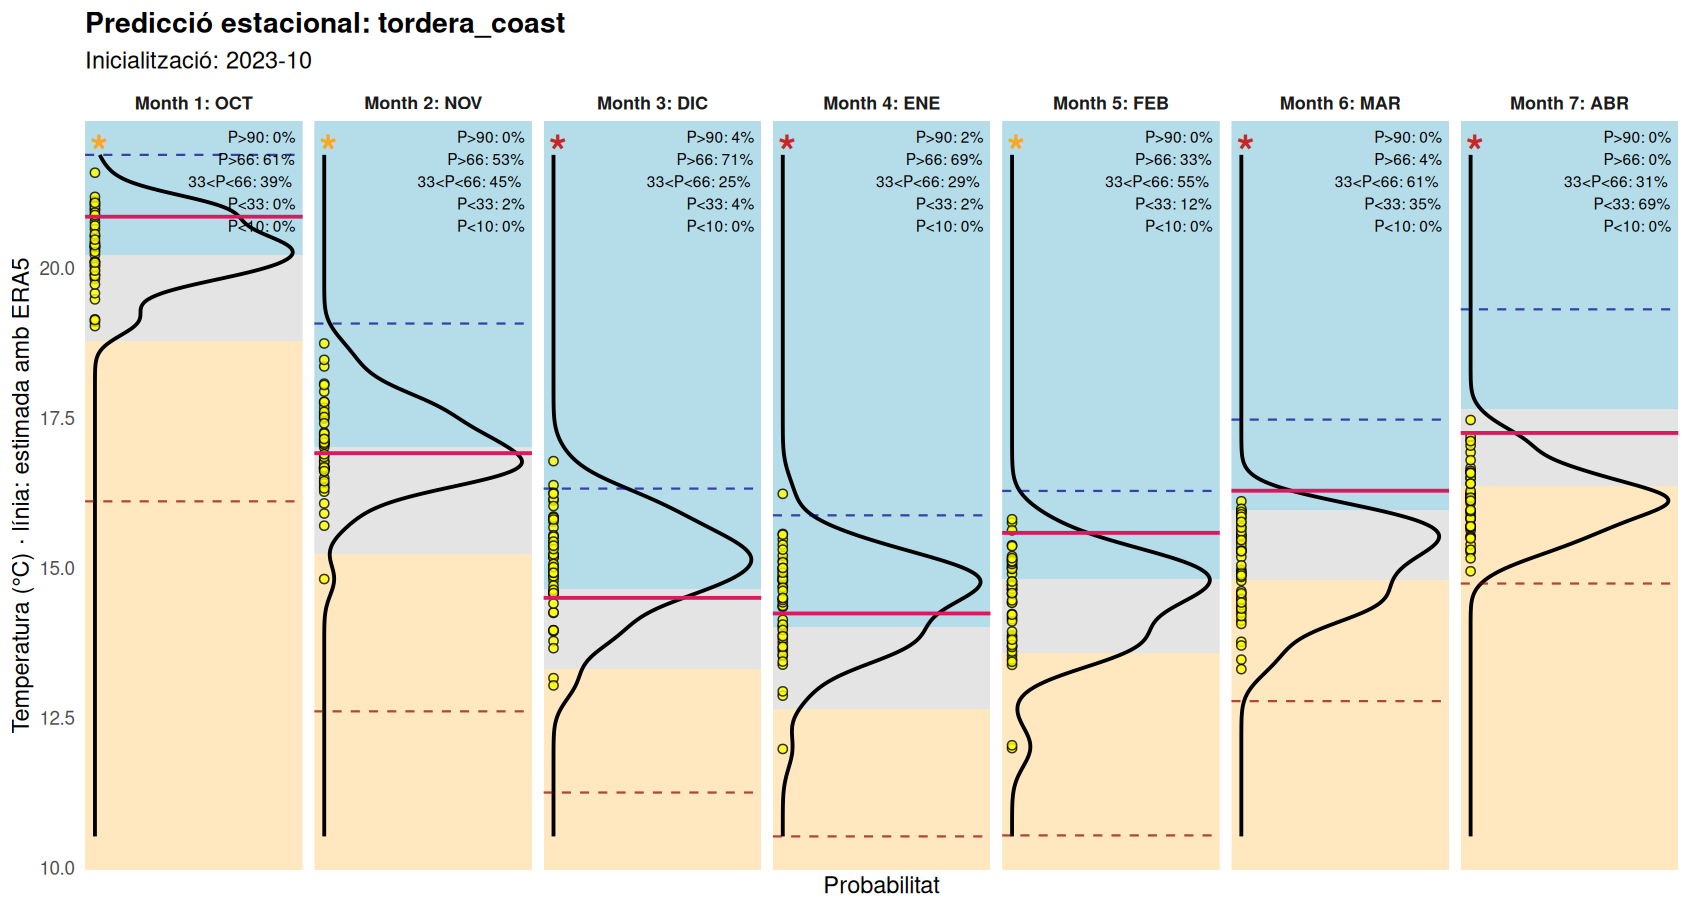 Predicció estacional: tordera_coast
Inicialització: 2023-10
Month 1: OCT
Month 2: NOV
Month 3: DIC
Month 4: ENE
Month 5: FEB
Month 6: MAR
Month 7: ABR
*
P>90: 0%
P>66: 61%
33<P<66: 39%
P<33: 0%
P<10: 0%
*
P>90: 0%
P>66: 53%
33<P<66: 45%
P<33: 2%
P<10: 0%
*
P>90: 4%
P>66: 71%
33<P<66: 25%
P<33: 4%
P<10: 0%
*
P>90: 2%
P>66: 69%
33<P<66: 29%
P<33: 2%
P<10: 0%
*
P>90: 0%
P>66: 33%
33<P<66: 55%
P<33: 12%
P<10: 0%
*
P>90: 0%
P>66: 4%
33<P<66: 61%
P<33: 35%
P<10: 0%
*
P>90: 0%
P>66: 0%
33<P<66: 31%
P<33: 69%
P<10: 0%
Temperatura (°C) · línia: estimada amb ERA5
20.0
17.5
15.0
12.5
10.0
Probabilitat